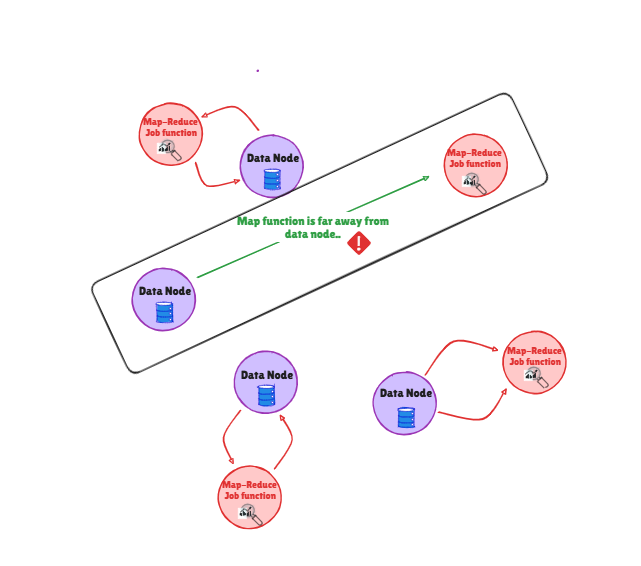 Map-Reduce
Job function
Data Node
Map-Reduce
Job function
Map function is far away from
data node..
!
Data Node
Data Node
Map-Reduce
Job function
Data Node
Map-Reduce
Job function